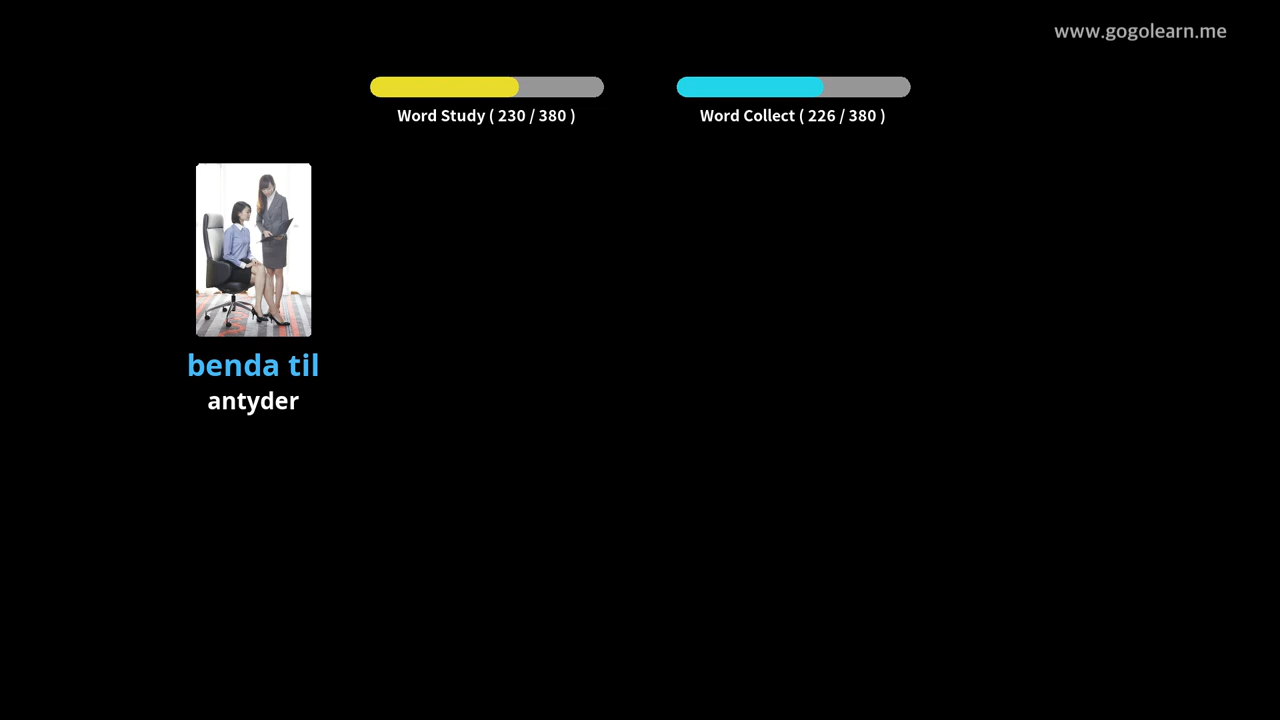 www.gogolearn.me
Word Study ( 230 / 380 )
Word Collect ( 226 / 380 )
benda til
antyder